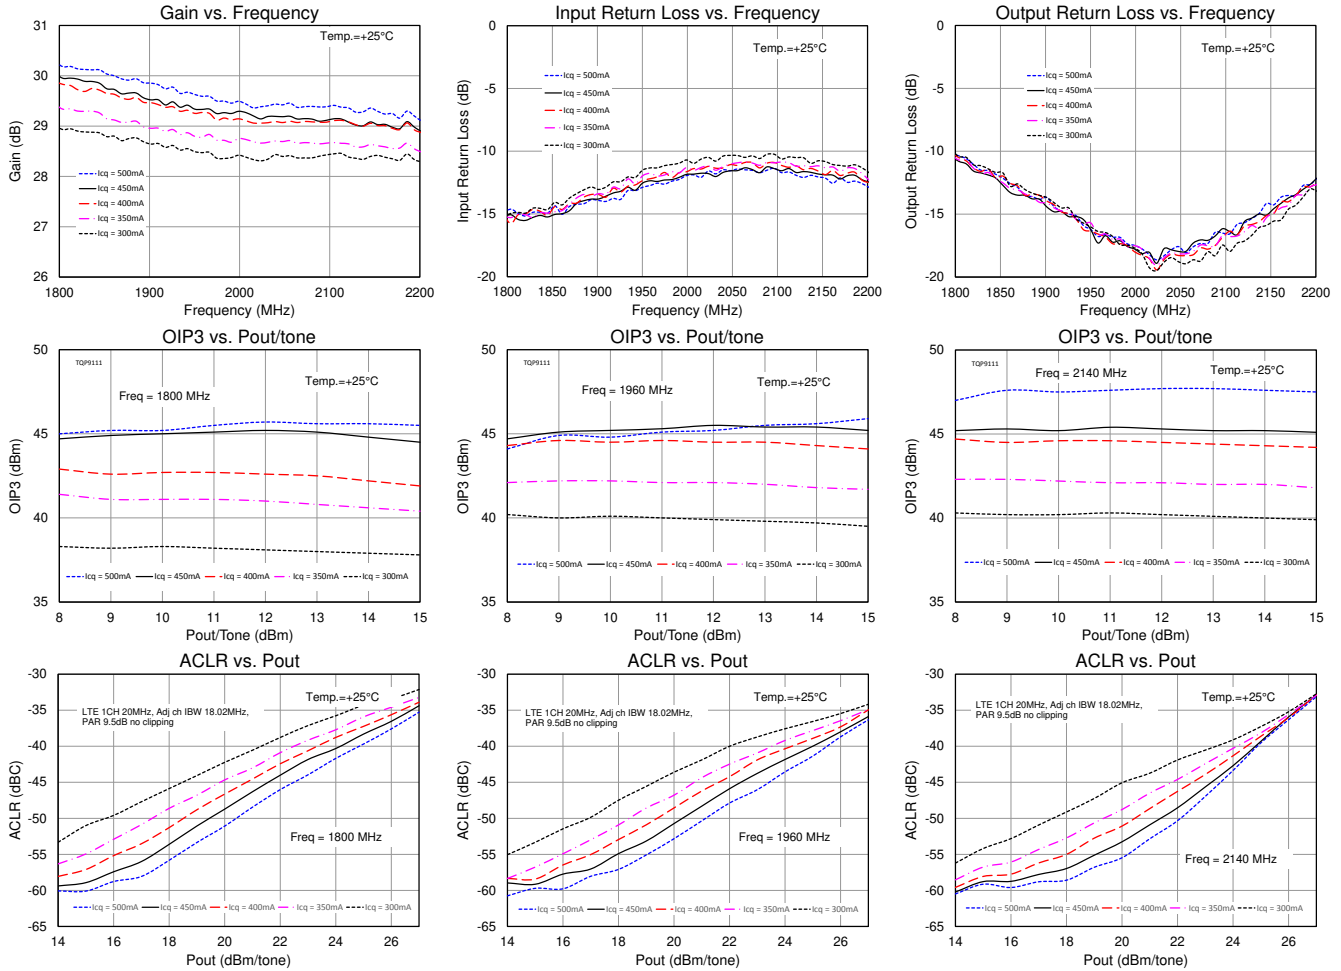 Gain vs. Frequency
31
30
29
28
27
26
Gain (dB)
Temp.=+25°C
Icq = 500mA
Icq = 450mA
Icq = 400mA
Icq = 350mA
Icq = 300mA
1800 1900 2000 2100 2200
Frequency (MHz)
Input Return Loss vs. Frequency
0
-5
-10
-15
-20
Input Return Loss (dB)
Temp.=+25°C
Icq = 500mA
Icq = 450mA
Icq = 400mA
Icq = 350mA
Icq = 300mA
1800 1850 1900 1950 2000 2050 2100 2150 2200
Frequency (MHz)
Output Return Loss vs. Frequency
0
-5
-10
-15
-20
Output Return Loss (dB)
Temp.=+25°C
Icq = 500mA
Icq = 450mA
Icq = 400mA
Icq = 350mA
Icq = 300mA
1800 1850 1900 1950 2000 2050 2100 2150 2200
Frequency (MHz)
OIP3 vs. Pout/tone
50
45
40
35
OIP3 (dBm)
TQP9111
Freq = 1800 MHz
Temp.=+25°C
Icq = 500mA Icq = 450mA Icq = 400mA Icq = 350mA Icq = 300mA
8 9 10 11 12 13 14 15
Pout/Tone (dBm)
OIP3 vs. Pout/tone
50
45
40
35
OIP3 (dBm)
TQP9111
Freq = 1960 MHz
Temp.=+25°C
Icq = 500mA Icq = 450mA Icq = 400mA Icq = 350mA Icq = 300mA
8 9 10 11 12 13 14 15
Pout/Tone (dBm)
OIP3 vs. Pout/tone
50
45
40
35
OIP3 (dBm)
TQP9111
Freq = 2140 MHz
Temp.=+25°C
Icq = 500mA Icq = 450mA Icq = 400mA Icq = 350mA Icq = 300mA
8 9 10 11 12 13 14 15
Pout/Tone (dBm)
ACLR vs. Pout
-30
-35
-40
-45
-50
-55
-60
-65
ACLR (dBC)
Temp.=+25°C
LTE 1CH 20MHz, Adj ch IBW 18.02MHz,
PAR 9.5dB no clipping
Freq = 1800 MHz
Icq = 500mA Icq = 450mA Icq = 400mA Icq = 350mA Icq = 300mA
14 16 18 20 22 24 26
Pout (dBm/tone)
ACLR vs. Pout
-30
-35
-40
-45
-50
-55
-60
-65
ACLR (dBC)
Temp.=+25°C
LTE 1CH 20MHz, Adj ch IBW 18.02MHz,
PAR 9.5dB no clipping
Freq = 1960 MHz
Icq = 500mA Icq = 450mA Icq = 400mA Icq = 350mA Icq = 300mA
14 16 18 20 22 24 26
Pout (dBm/tone)
ACLR vs. Pout
-30
-35
-40
-45
-50
-55
-60
-65
ACLR (dBC)
Temp.=+25°C
LTE 1CH 20MHz, Adj ch IBW 18.02MHz,
PAR 9.5dB no clipping
Freq = 2140 MHz
Icq = 500mA Icq = 450mA Icq = 400mA Icq = 350mA Icq = 300mA
14 16 18 20 22 24 26
Pout (dBm/tone)